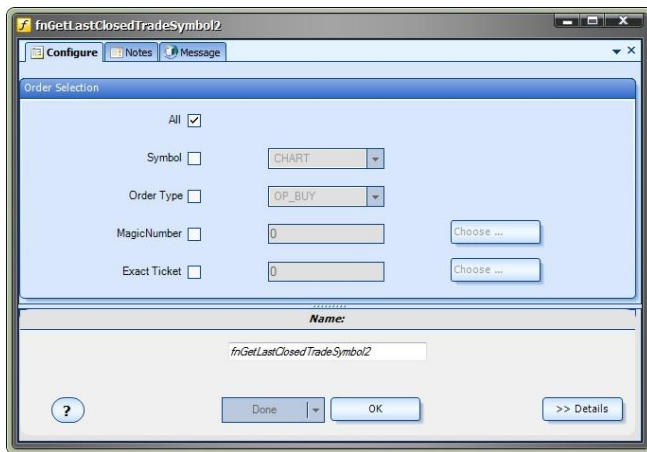 fnGetLastClosedTradeSymbol2
Configure Notes Message
Order Selection
All
Symbol CHART
Order Type OP_BUY
MagicNumber 0 Choose ...
Exact Ticket 0 Choose ...
Name:
fnGetLastClosedTradeSymbol2
? Done OK >> Details